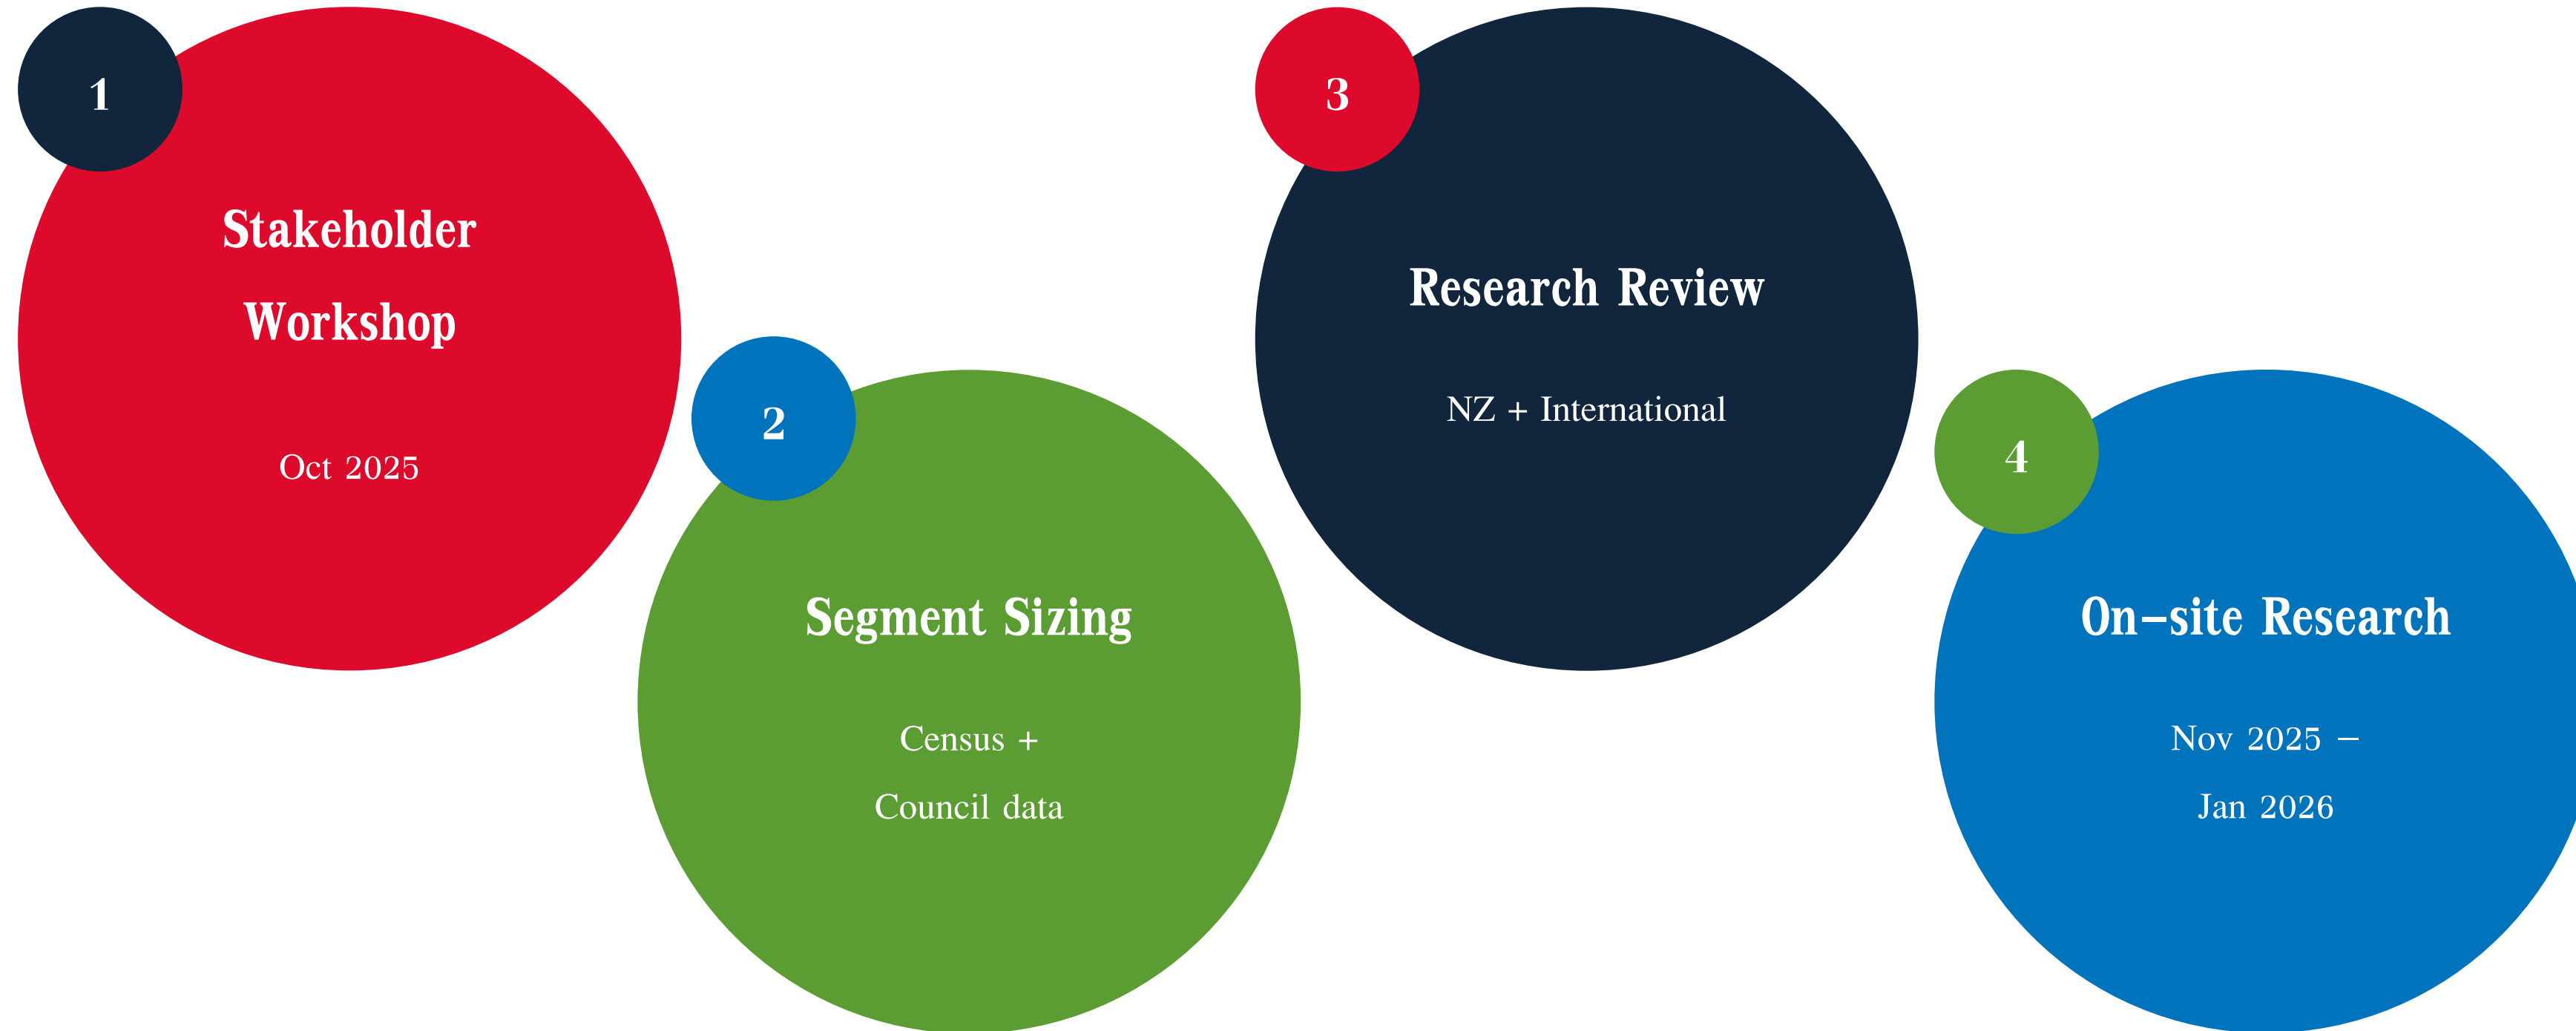 1
Stakeholder
Workshop
Oct 2025
2
Segment Sizing
Census +
Council data
3
Research Review
NZ + International
4
On–site Research
Nov 2025 –
Jan 2026